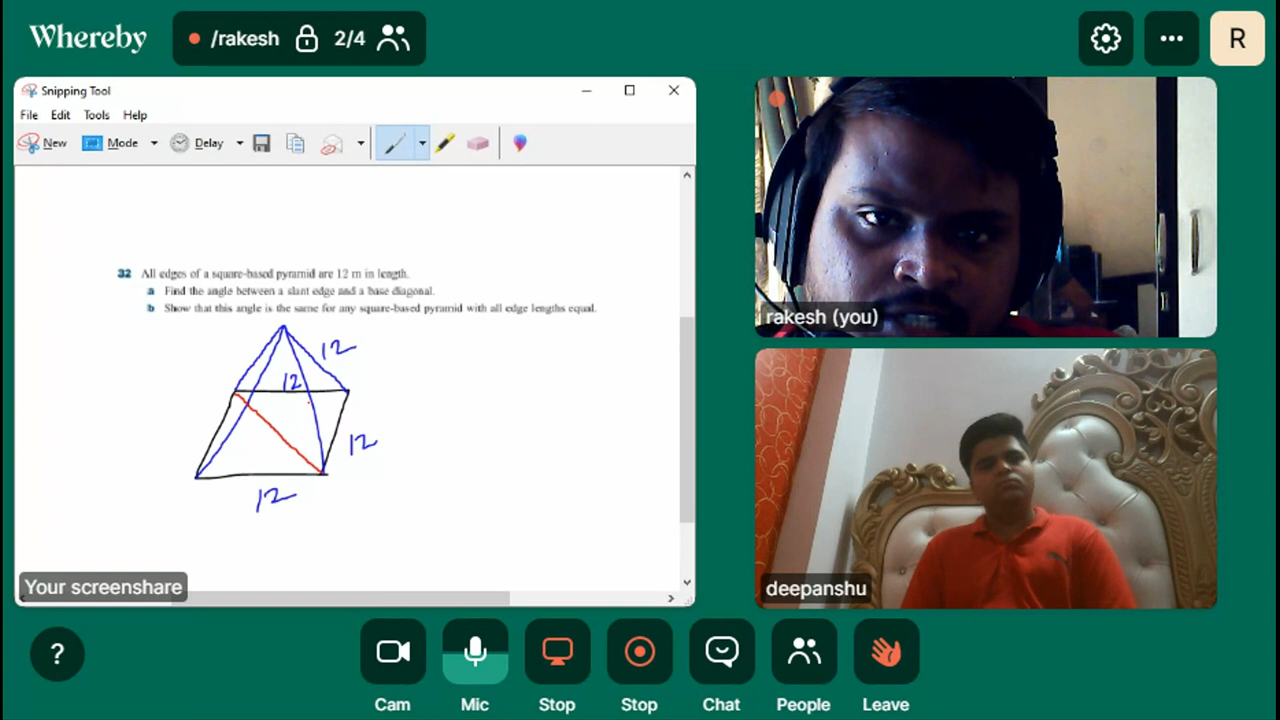 Whereby
/rakesh 2/4
R
Snipping Tool
File Edit Tools Help
New Mode Delay
32 All edges of a square-based pyramid are 12 m in length.
a Find the angle between a slant edge and a base diagonal.
b Show that this angle is the same for any square-based pyramid with all edge lengths equal.
12
12
12
12
Your screenshare
rakesh (you)
deepanshu
?
Cam Mic Stop Stop Chat People Leave